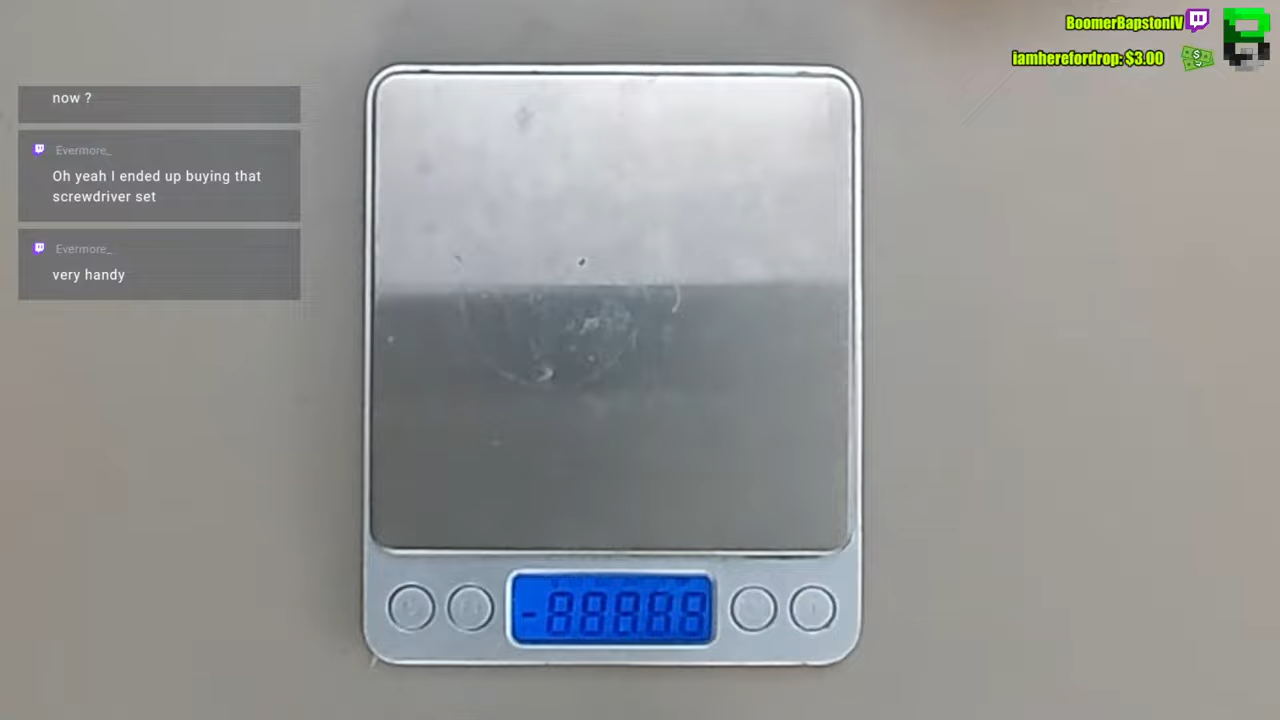 BoomerBapstonIV
iamherefordrop: $3.00
now ?
Evermore_
Oh yeah I ended up buying that
screwdriver set
Evermore_
very handy
-88888